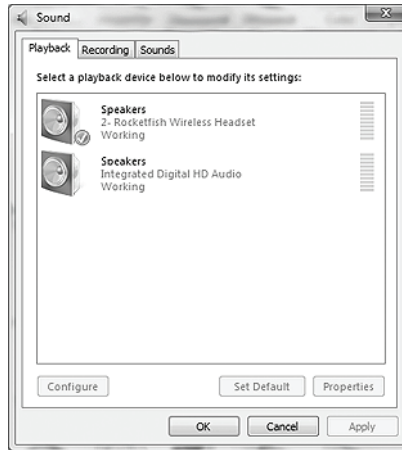 Sound
Playback Recording Sounds
Select a playback device below to modify its settings:
Speakers
2- Rocketfish Wireless Headset
Working
Speakers
Integrated Digital HD Audio
Working
Configure Set Default Properties
OK Cancel Apply